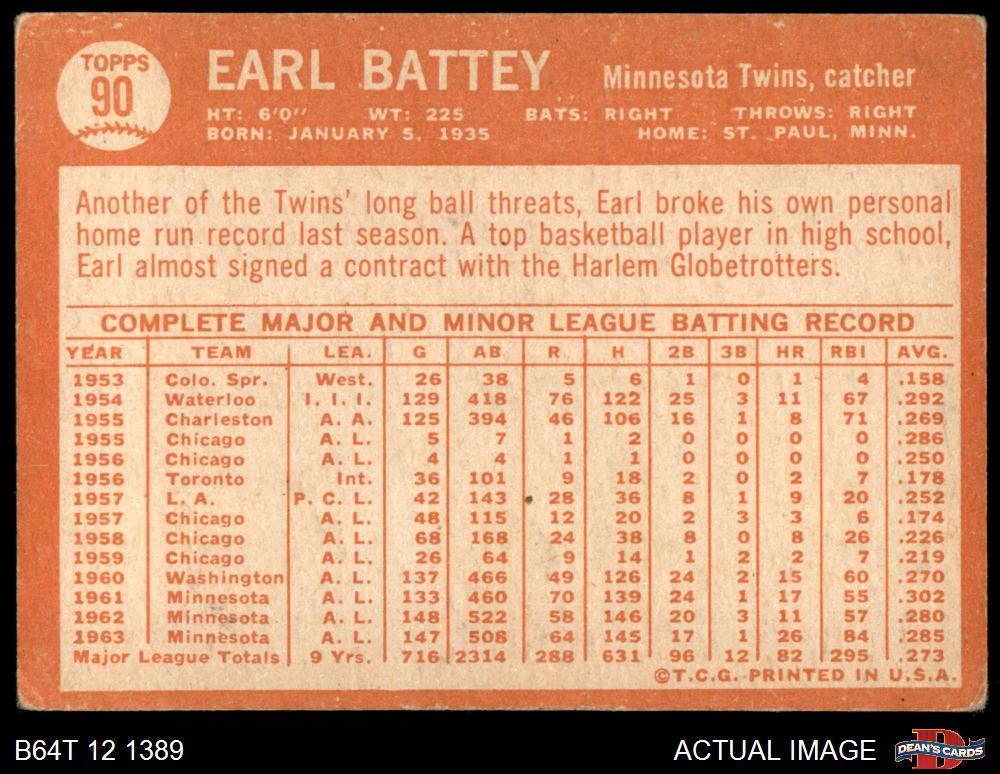 TOPPS
90
EARL BATTEY Minnesota Twins, catcher
HT: 6'0" WT: 225 BATS: RIGHT THROWS: RIGHT
BORN: JANUARY 5, 1935 HOME: ST. PAUL, MINN.
Another of the Twins' long ball threats, Earl broke his own personal
home run record last season. A top basketball player in high school,
Earl almost signed a contract with the Harlem Globetrotters.
COMPLETE MAJOR AND MINOR LEAGUE BATTING RECORD
YEAR TEAM LEA. G AB R H 2B 3B HR RBI AVG.
1953 Colo. Spr. West. 26 38 5 6 1 0 1 4 .158
1954 Waterloo I. I. I. 129 418 76 122 25 3 11 67 .292
1955 Charleston A. A. 125 394 46 106 16 1 8 71 .269
1955 Chicago A. L. 5 7 1 2 0 0 0 0 .286
1956 Chicago A. L. 4 4 1 1 0 0 0 0 .250
1956 Toronto Int. 36 101 9 18 2 0 2 7 .178
1957 L. A. P. C. L. 42 143 28 36 8 1 9 20 .252
1957 Chicago A. L. 48 115 12 20 2 3 3 6 .174
1958 Chicago A. L. 68 168 24 38 8 0 8 26 .226
1959 Chicago A. L. 26 64 9 14 1 2 2 7 .219
1960 Washington A. L. 137 466 49 126 24 2 15 60 .270
1961 Minnesota A. L. 133 460 70 139 24 1 17 55 .302
1962 Minnesota A. L. 148 522 58 146 20 3 11 57 .280
1963 Minnesota A. L. 147 508 64 145 17 1 26 84 .285
Major League Totals 9 Yrs. 716 2314 288 631 96 12 82 295 .273
©T.C.G. PRINTED IN U.S.A.
B64T 12 1389 ACTUAL IMAGE DEAN'S CARDS